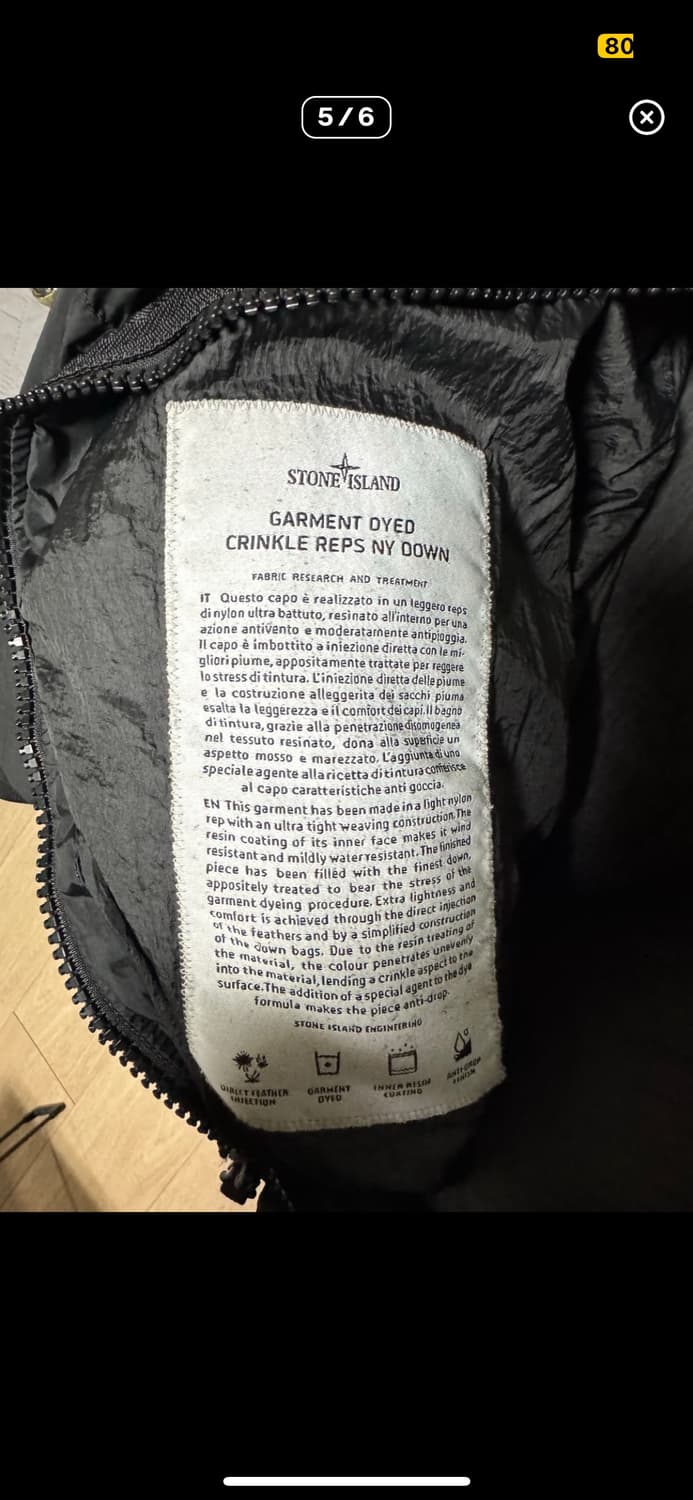 80
5/6
STONE ISLAND
GARMENT DYED
CRINKLE REPS NY DOWN
FABRIC RESEARCH AND TREATMENT
IT Questo capo è realizzato in un leggero reps
di nylon ultra battuto, resinato all'interno per una
azione antivento e moderatamente antipioggia.
Il capo è imbottito a iniezione diretta con le mi-
gliori piume, appositamente trattate per reggere
lo stress di tintura. L'iniezione diretta delle piume
e la costruzione alleggerita dei sacchi piuma
esalta la leggerezza e il comfort dei capi. Il bagno
di tintura, grazie alla penetrazione disomogenea
nel tessuto resinato, dona alla superficie un
aspetto mosso e marezzato. L'aggiunta di uno
speciale agente alla ricetta di tintura conferisce
al capo caratteristiche anti goccia.
EN This garment has been made in a light nylon
rep with an ultra tight weaving construction. The
resin coating of its inner face makes it wind
resistant and mildly water resistant. The finished
piece has been filled with the finest down,
appositely treated to bear the stress of the
garment dyeing procedure. Extra lightness and
comfort is achieved through the direct injection
of the feathers and by a simplified construction
of the down bags. Due to the resin treating of
the material, the colour penetrates unevenly
into the material, lending a crinkle aspect to the
surface. The addition of a special agent to the dye
formula makes the piece anti-drop.
STONE ISLAND ENGINEERING
DIRECT FEATHER
INJECTION
GARMENT
DYED
INNER RESIN
COATING
ANTI-DROP
FINISH